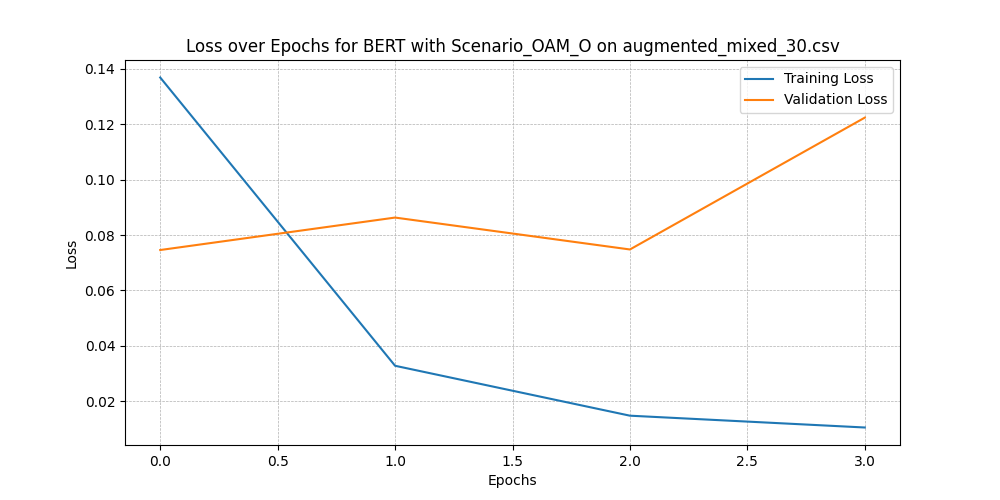 Loss over Epochs for BERT with Scenario_OAM_O on augmented_mixed_30.csv
Training Loss
Validation Loss
0.14
0.12
0.10
0.08
0.06
0.04
0.02
Loss
0.0 0.5 1.0 1.5 2.0 2.5 3.0
Epochs